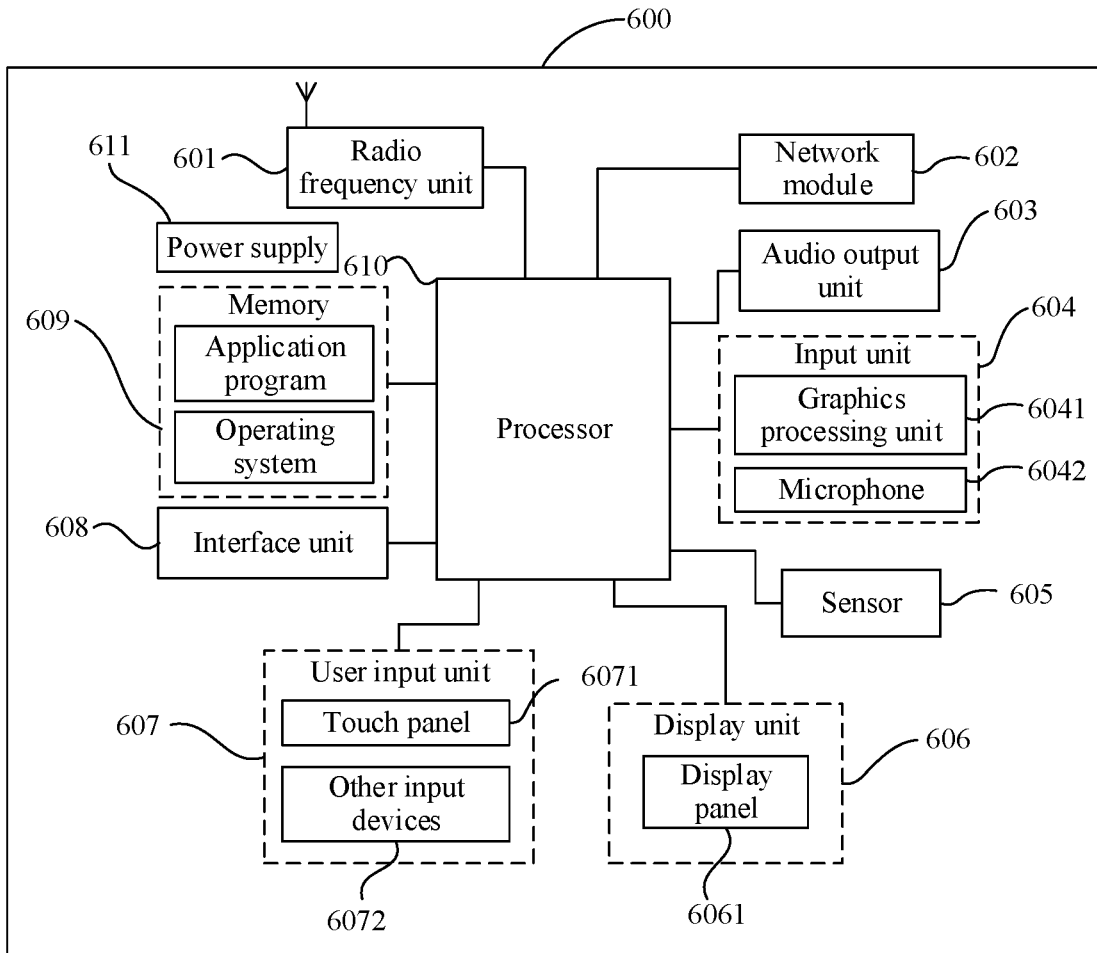 600
611
601
Radio
frequency unit
Network
module
602
603
Power supply
610
Audio output
unit
604
609
Memory
Application
program
Operating
system
Processor
Input unit
Graphics
processing unit
6041
Microphone
6042
608
Interface unit
Sensor
605
607
User input unit
Touch panel
6071
Other input
devices
6072
Display unit
606
Display
panel
6061